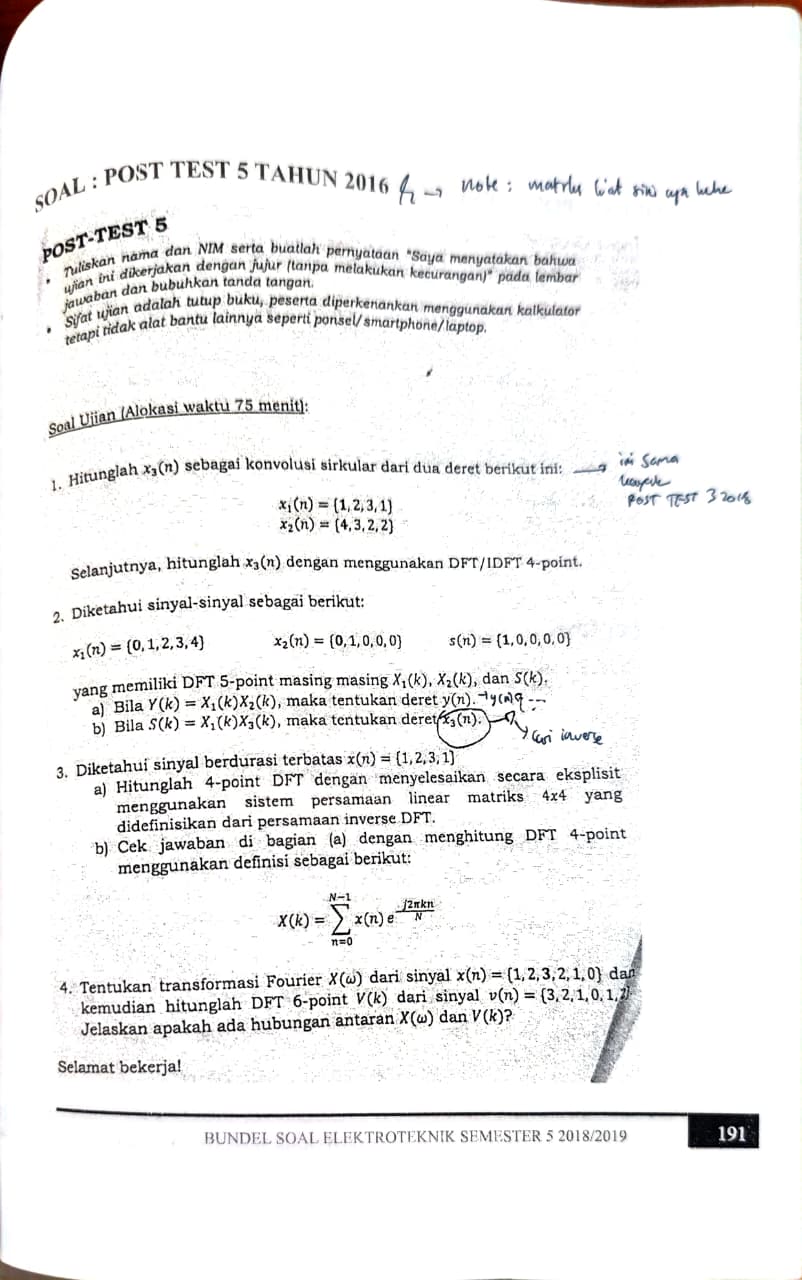 SOAL : POST TEST 5 TAHUN 2016 → note : matrks liat sini aja hehe
POST-TEST 5
• Tuliskan nama dan NIM serta buatlah pernyataan "Saya menyatakan bahwa
ujian ini dikerjakan dengan jujur (tanpa melakukan kecurangan)" pada lembar
jawaban dan bubuhkan tanda tangan.
• Sifat ujian adalah tutup buku, peserta diperkenankan menggunakan kalkulator
tetapi tidak alat bantu lainnya seperti ponsel/smartphone/laptop.
Soal Ujian (Alokasi waktu 75 menit):
1. Hitunglah x₃(n) sebagai konvolusi sirkular dari dua deret berikut ini: → ini sama
POST TEST 3 2018
x₁(n) = {1,2,3,1}
x₂(n) = {4,3,2,2}
Selanjutnya, hitunglah x₃(n) dengan menggunakan DFT/IDFT 4-point.
2. Diketahui sinyal-sinyal sebagai berikut:
x₁(n) = {0,1,2,3,4} x₂(n) = {0,1,0,0,0} s(n) = {1,0,0,0,0}
yang memiliki DFT 5-point masing masing X₁(k), X₂(k), dan S(k).
a) Bila Y(k) = X₁(k)X₂(k), maka tentukan deret y(n).
b) Bila S(k) = X₁(k)X₃(k), maka tentukan deret x₃(n). → Cari inverse
3. Diketahui sinyal berdurasi terbatas x(n) = {1,2,3,1}
a) Hitunglah 4-point DFT dengan menyelesaikan secara eksplisit
menggunakan sistem persamaan linear matriks 4x4 yang
didefinisikan dari persamaan inverse DFT.
b) Cek jawaban di bagian (a) dengan menghitung DFT 4-point
menggunakan definisi sebagai berikut:
X(k) = ∑_{n=0}^{N−1} x(n) e^{−j2πkn/N}
4. Tentukan transformasi Fourier X(ω) dari sinyal x(n) = {1,2,3,2,1,0} dan
kemudian hitunglah DFT 6-point V(k) dari sinyal v(n) = {3,2,1,0,1,2}
Jelaskan apakah ada hubungan antaran X(ω) dan V(k)?
Selamat bekerja!
BUNDEL SOAL ELEKTROTEKNIK SEMESTER 5 2018/2019 191